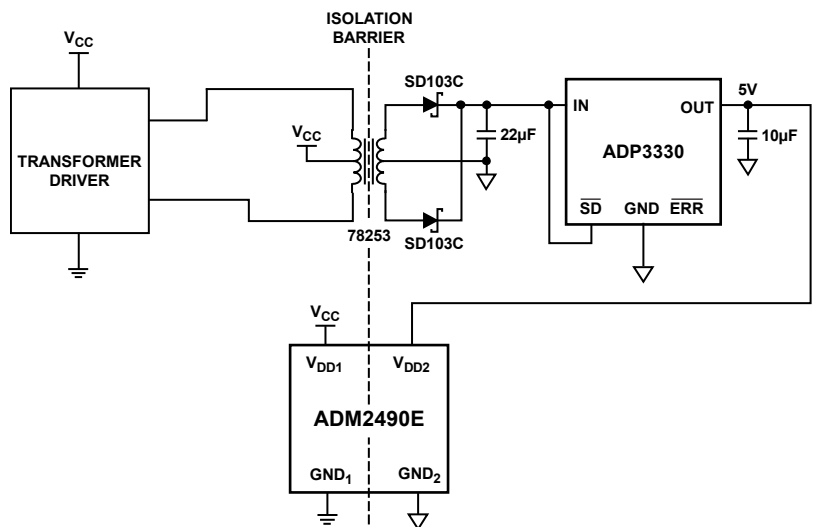 ISOLATION
BARRIER
VCC
SD103C
5V
IN
OUT
TRANSFORMER
DRIVER
VCC
22µF
ADP3330
10µF
SD GND ERR
78253
SD103C
VCC
VDD1
VDD2
ADM2490E
GND1
GND2